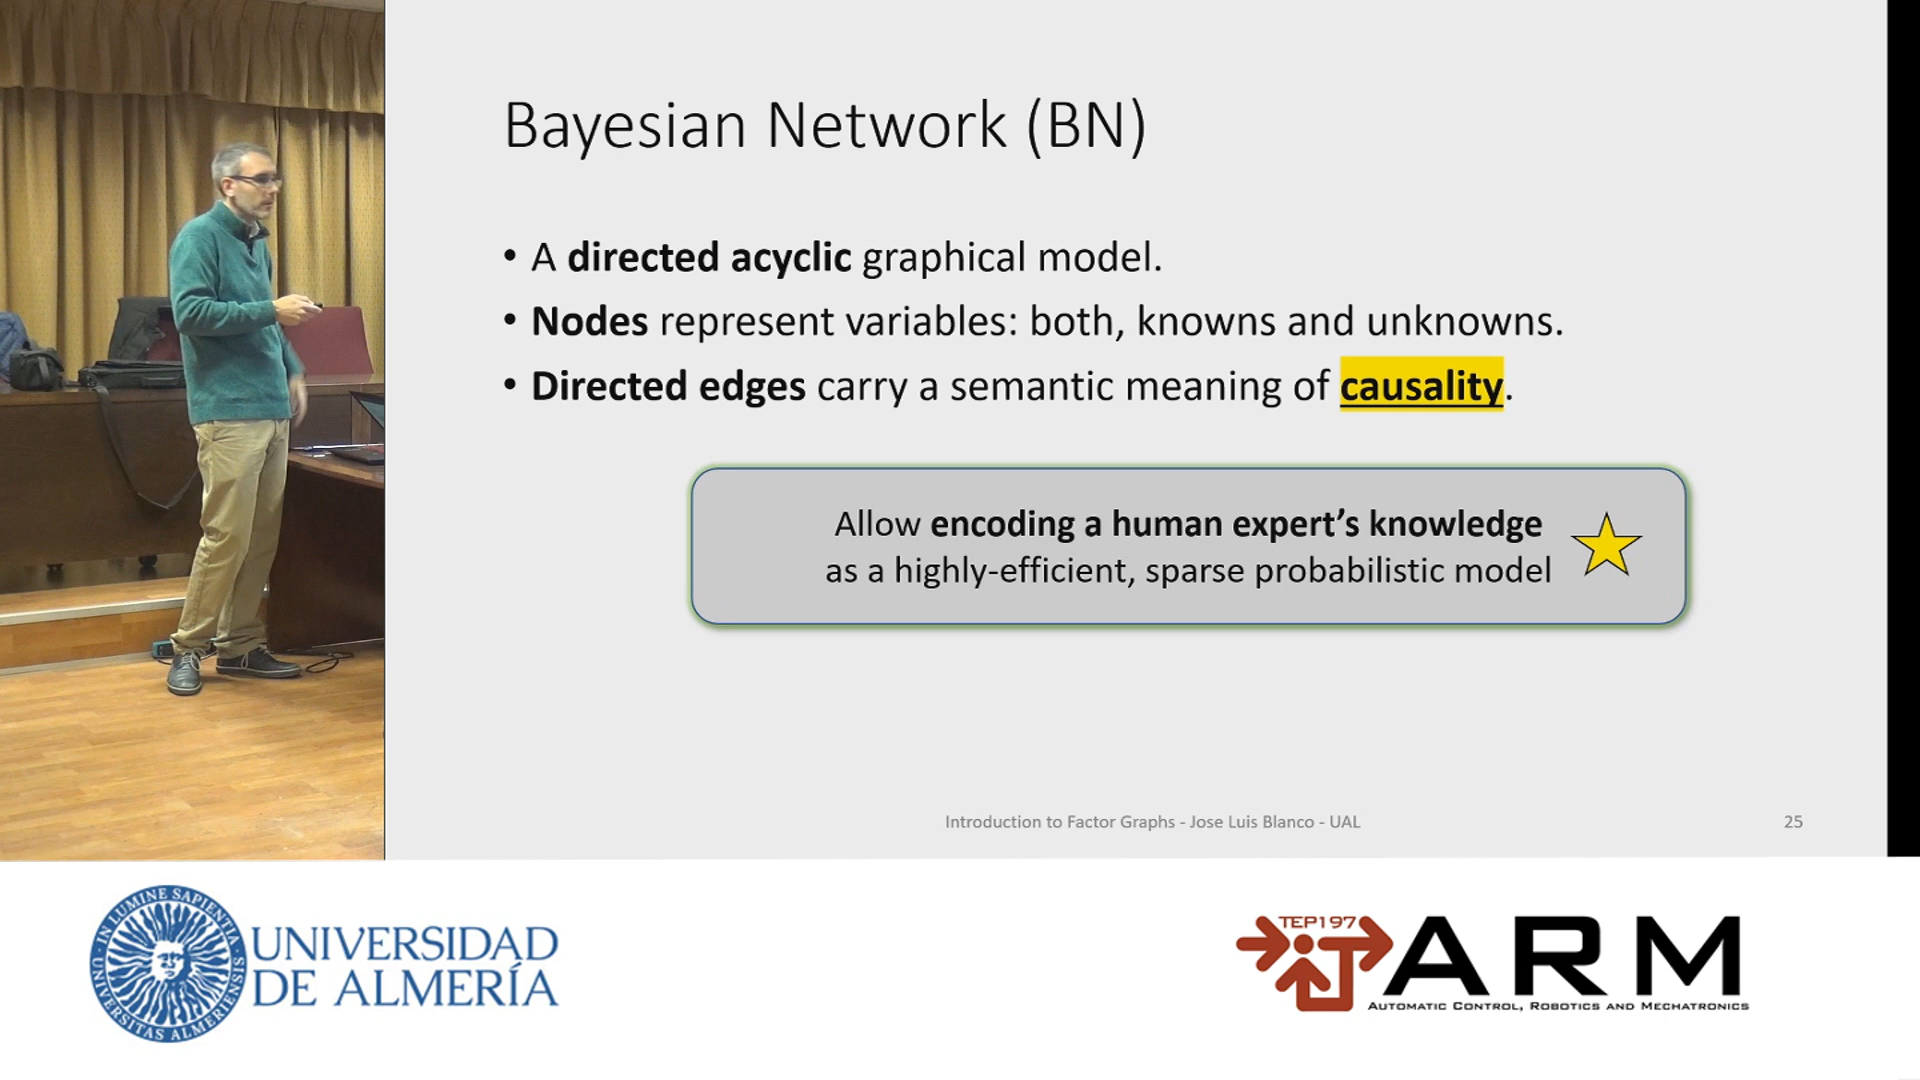 Bayesian Network (BN)
• A directed acyclic graphical model.
• Nodes represent variables: both, knowns and unknowns.
• Directed edges carry a semantic meaning of causality.
Allow encoding a human expert's knowledge
as a highly-efficient, sparse probabilistic model
Introduction to Factor Graphs - Jose Luis Blanco - UAL
25
IN LUMINE SAPIENTIA
UNIVERSITAS ALMERIENSIS
UNIVERSIDAD
DE ALMERÍA
TEP197
ARM
AUTOMATIC CONTROL, ROBOTICS AND MECHATRONICS